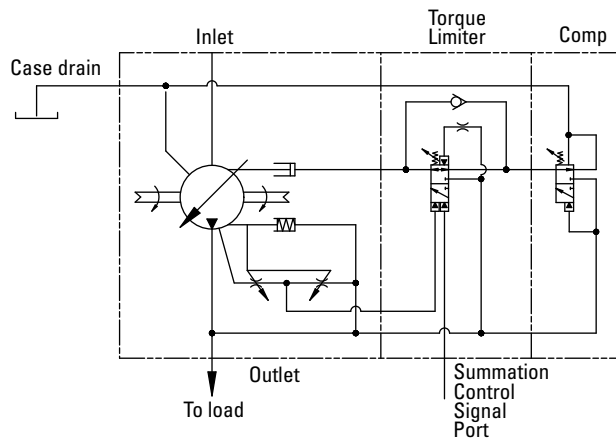 Torque
Limiter
Inlet
Comp
Case drain
Outlet
To load
Summation
Control
Signal
Port